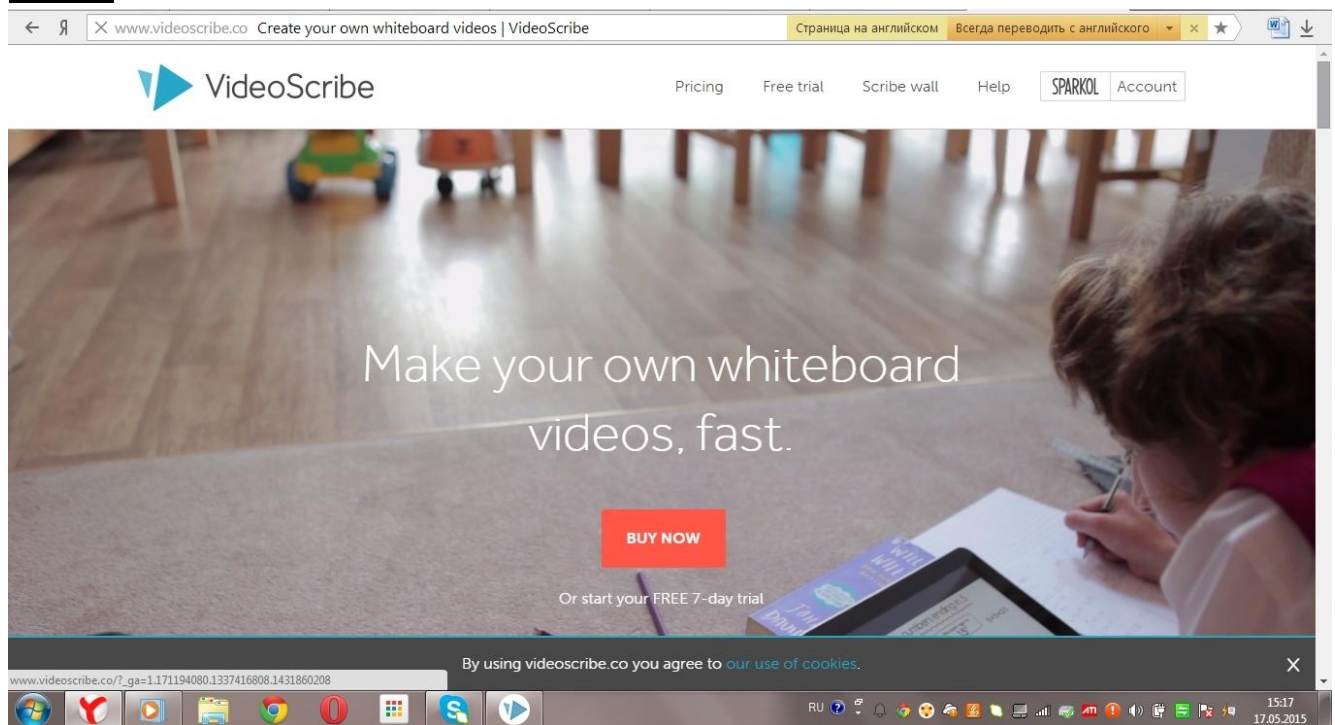 Я www.videoscribe.co Create your own whiteboard videos | VideoScribe Страница на английском Всегда переводить с английского
VideoScribe Pricing Free trial Scribe wall Help SPARKOL Account
Make your own whiteboard
videos, fast.
BUY NOW
Or start your FREE 7-day trial
By using videoscribe.co you agree to our use of cookies.
www.videoscribe.co/?_ga=1.171194080.1337416808.1431860208
RU 15:17
17.05.2015